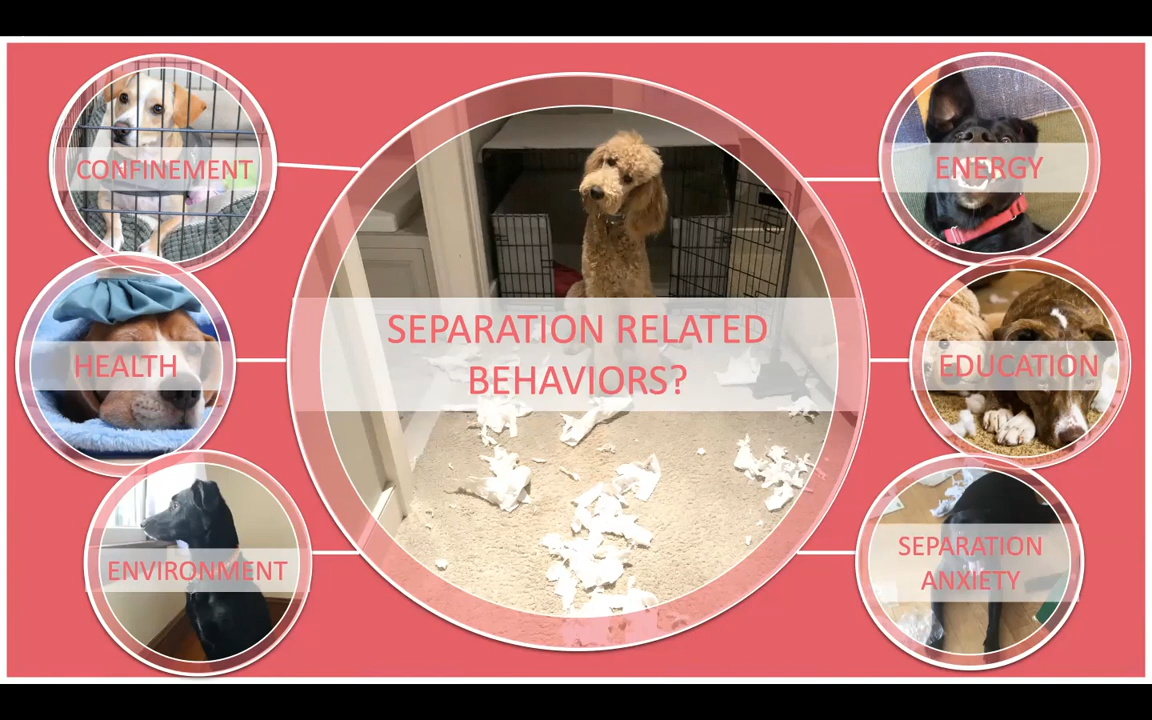 CONFINEMENT
HEALTH
ENVIRONMENT
SEPARATION RELATED
BEHAVIORS?
ENERGY
EDUCATION
SEPARATION
ANXIETY